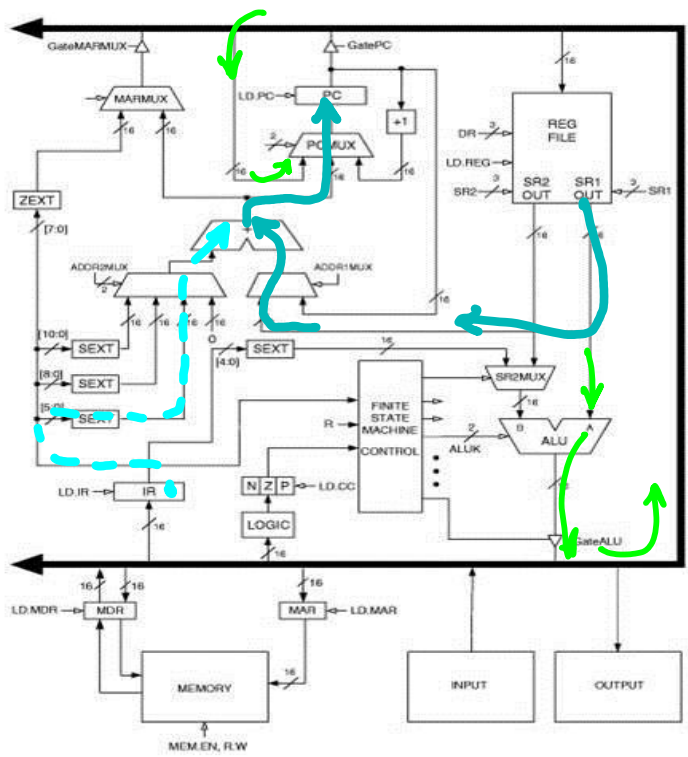 GateMARMUX
GatePC
16
MARMUX
LD.PC
PC
+1
REG
FILE
DR
3
LD.REG
16
16
2
PCMUX
16
16
16
SR2
3
SR2
OUT
SR1
OUT
3
SR1
ZEXT
[7:0]
+
16
16
ADDR2MUX
2
ADDR1MUX
16
[10:0]
16
16
16
16
0
SEXT
[4:0]
SEXT
16
[8:0]
SEXT
SR2MUX
[5:0]
SEXT
FINITE
STATE
MACHINE
CONTROL
16
R
2
ALUK
B
ALU
A
LD.IR
IR
N Z P
LD.CC
16
LOGIC
16
GateALU
16
16
16
LD.MDR
MDR
MAR
LD.MAR
16
MEMORY
INPUT
OUTPUT
MEM.EN, R.W